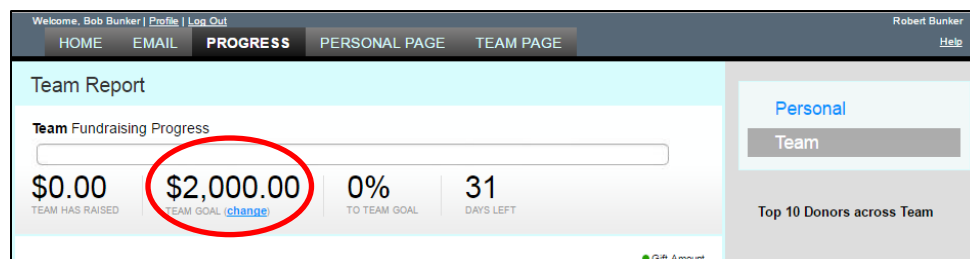 Welcome, Bob Bunker | Profile | Log Out
Robert Bunker
HOME EMAIL PROGRESS PERSONAL PAGE TEAM PAGE
Help
Team Report
Team Fundraising Progress
$0.00 $2,000.00 0% 31
TEAM HAS RAISED TEAM GOAL (change) TO TEAM GOAL DAYS LEFT
Gift Amount
Personal
Team
Top 10 Donors across Team